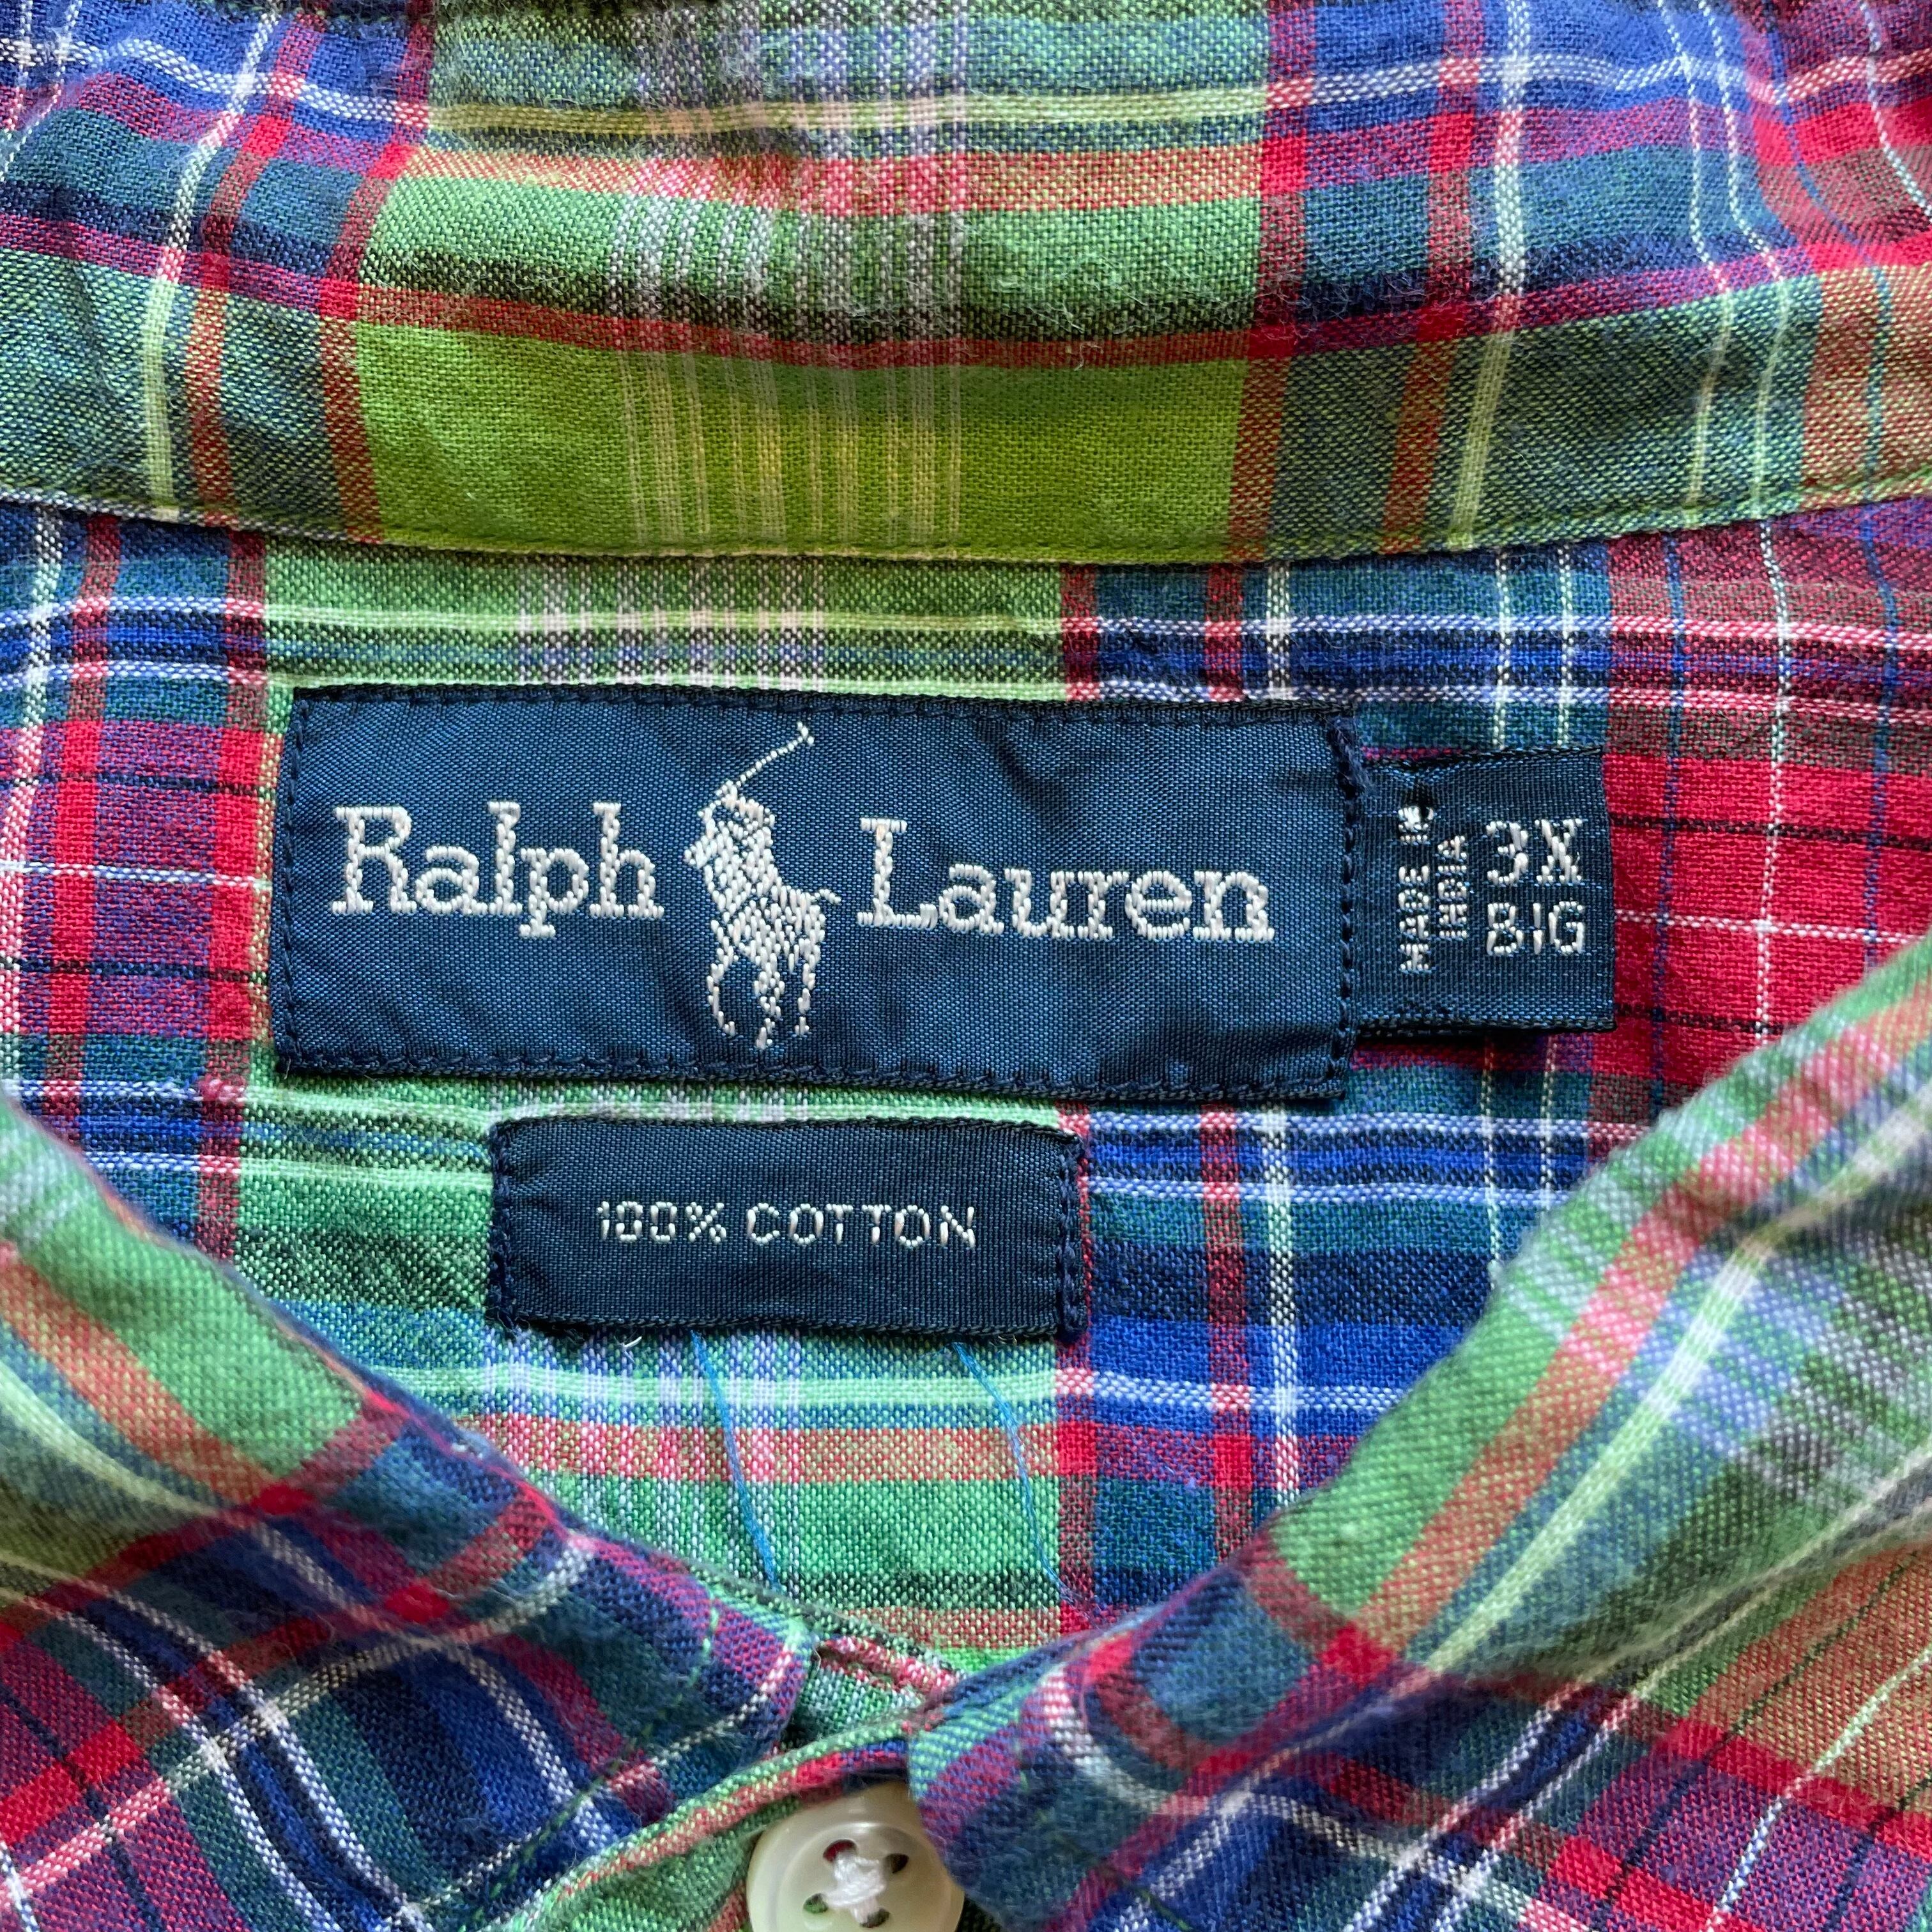 Ralph Lauren
MADE IN
INDIA
3X
BIG
100% COTTON